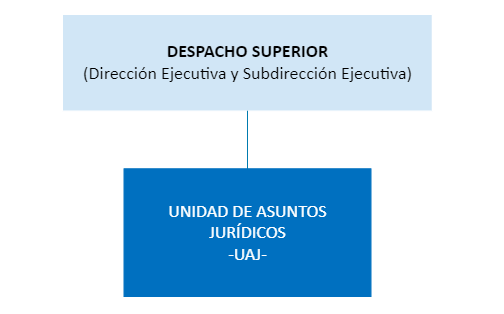 DESPACHO SUPERIOR
(Dirección Ejecutiva y Subdirección Ejecutiva)
UNIDAD DE ASUNTOS
JURÍDICOS
-UAJ-